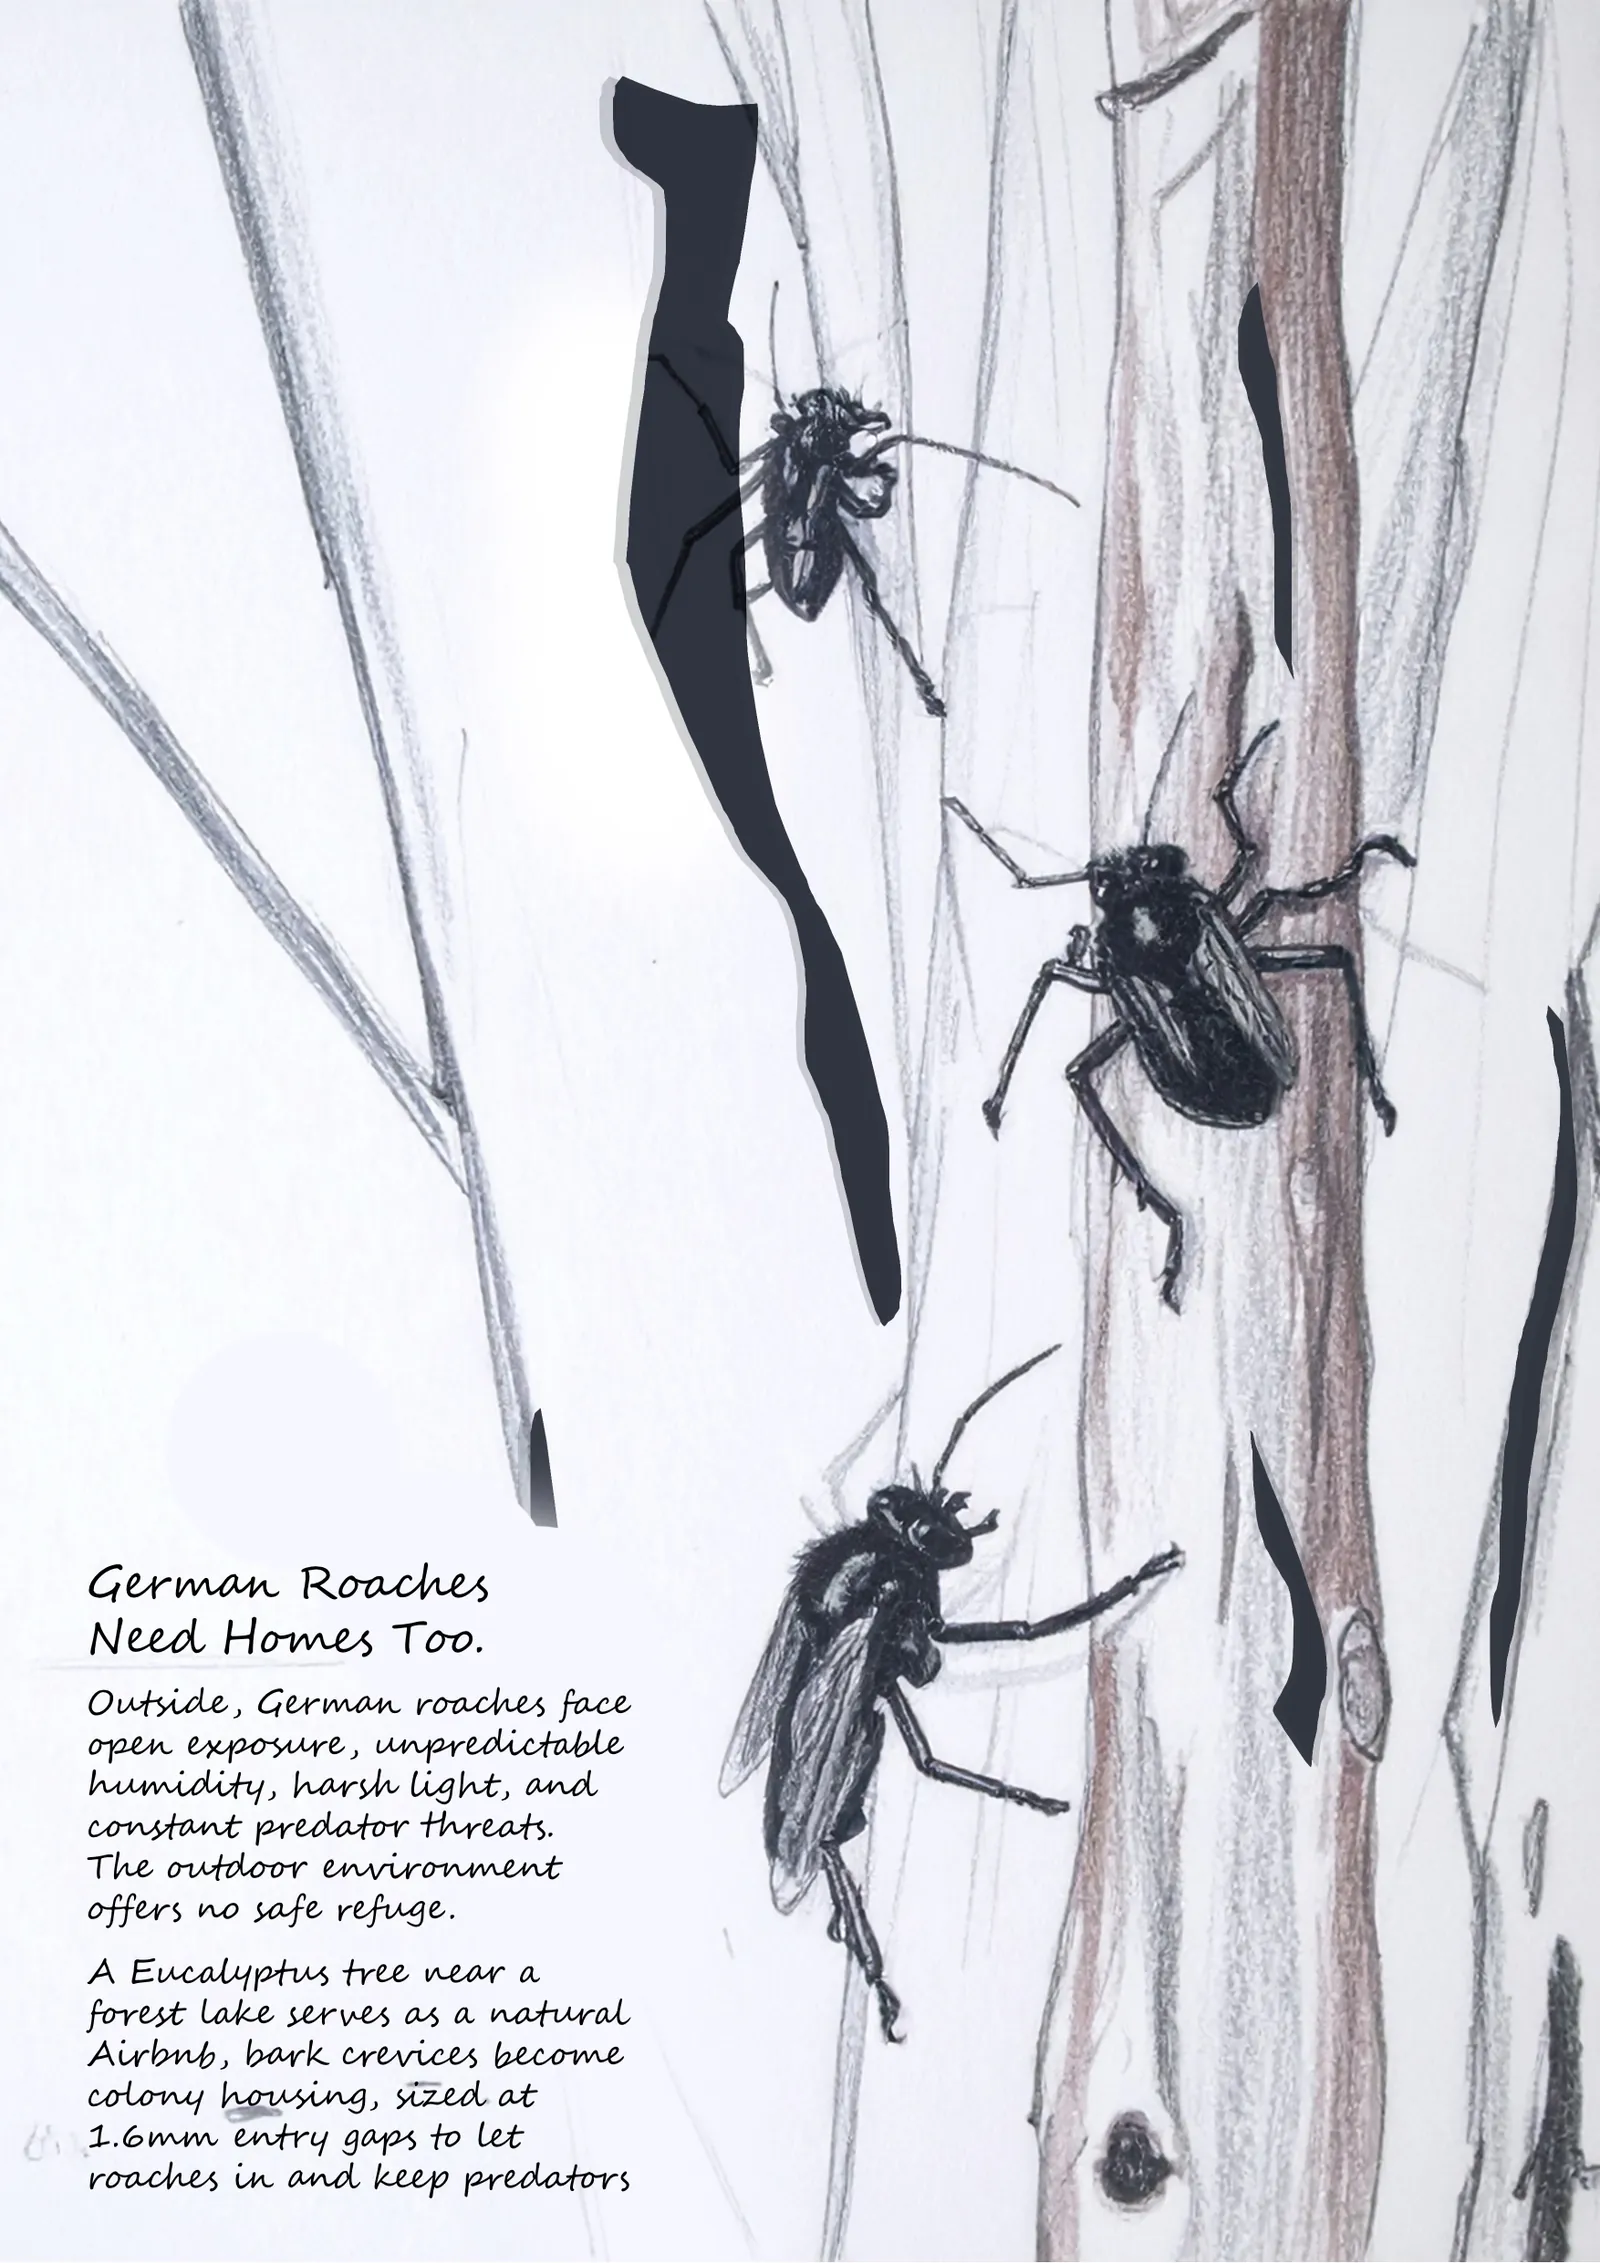 German Roaches
Need Homes Too.
Outside, German roaches face
open exposure, unpredictable
humidity, harsh light, and
constant predator threats.
The outdoor environment
offers no safe refuge.
A Eucalyptus tree near a
forest lake serves as a natural
Airbnb, bark crevices become
colony housing, sized at
1.6mm entry gaps to let
roaches in and keep predators